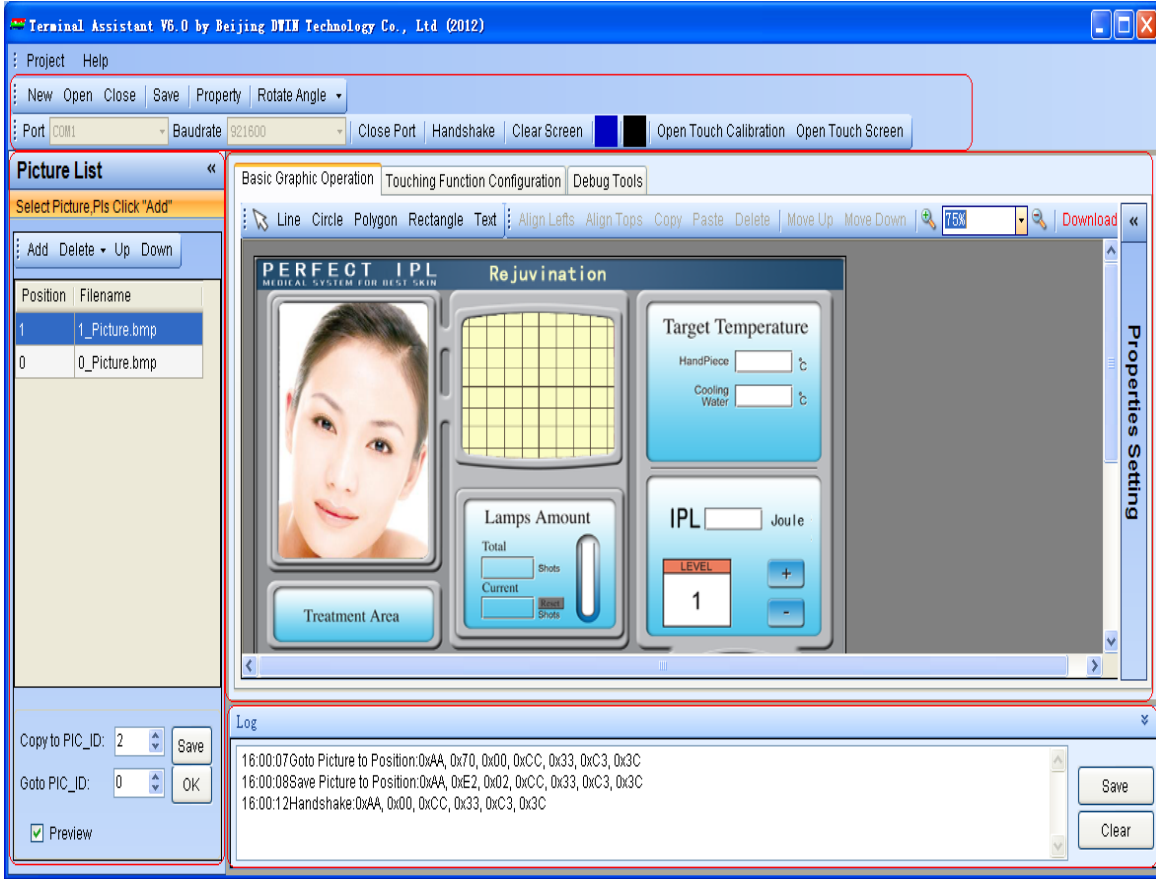 Terminal Assistant V6.0 by Beijing DWIN Technology Co., Ltd (2012)
Project Help
New Open Close Save Property Rotate Angle
Port COM1 Baudrate 921600 Close Port Handshake Clear Screen Open Touch Calibration Open Touch Screen
Picture List «
Select Picture,Pls Click "Add"
Add Delete Up Down
Position Filename
1 1_Picture.bmp
0 0_Picture.bmp
Copy to PIC_ID: 2 Save
Goto PIC_ID: 0 OK
Preview
Basic Graphic Operation Touching Function Configuration Debug Tools
Line Circle Polygon Rectangle Text Align Lefts Align Tops Copy Paste Delete Move Up Move Down 75% Download «
PERFECT IPL Rejuvination
MEDICAL SYSTEM FOR BEST SKIN
Target Temperature
HandPiece °C
Cooling
Water °C
Lamps Amount
Total
Shots
Current
Reset
Shots
IPL Joule
LEVEL
1
+
-
Treatment Area
Properties Setting
Log
16:00:07Goto Picture to Position:0xAA, 0x70, 0x00, 0xCC, 0x33, 0xC3, 0x3C
16:00:08Save Picture to Position:0xAA, 0xE2, 0x02, 0xCC, 0x33, 0xC3, 0x3C
16:00:12Handshake:0xAA, 0x00, 0xCC, 0x33, 0xC3, 0x3C
Save
Clear